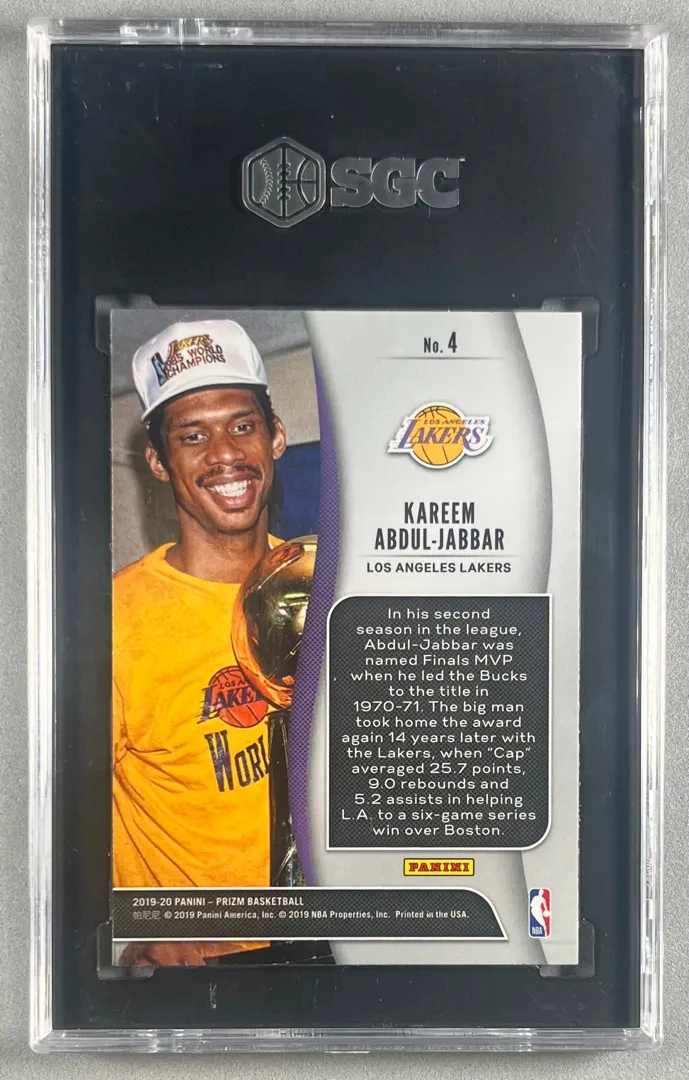 SGC
No. 4
LOS ANGELES
LAKERS
KAREEM
ABDUL-JABBAR
LOS ANGELES LAKERS
LAKERS
1985 WORLD
CHAMPIONS
In his second
season in the league,
Abdul-Jabbar was
named Finals MVP
when he led the Bucks
to the title in
1970-71. The big man
took home the award
again 14 years later with
the Lakers, when “Cap”
averaged 25.7 points,
9.0 rebounds and
5.2 assists in helping
L.A. to a six-game series
win over Boston.
LOS A
LAKE
WORL
PANINI
2019-20 PANINI – PRIZM BASKETBALL
帕尼尼 © 2019 Panini America, Inc. © 2019 NBA Properties, Inc. Printed in the USA.
NBA